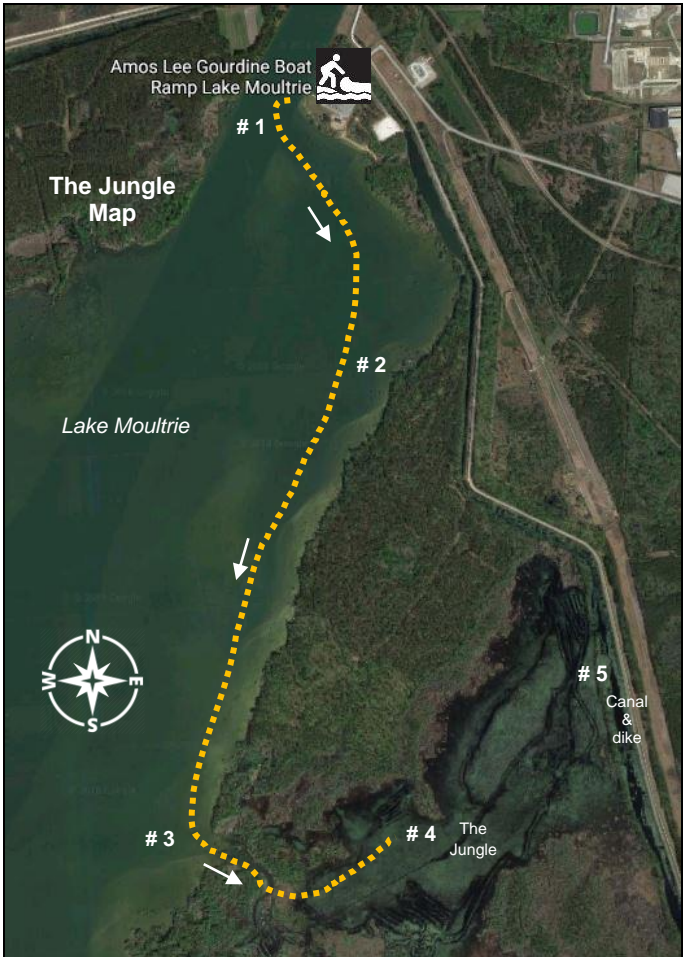 Amos Lee Gourdine Boat
Ramp Lake Moultrie
# 1
The Jungle
Map
# 2
Lake Moultrie
N
W E
S
# 5
Canal
&
dike
# 3
# 4
The
Jungle